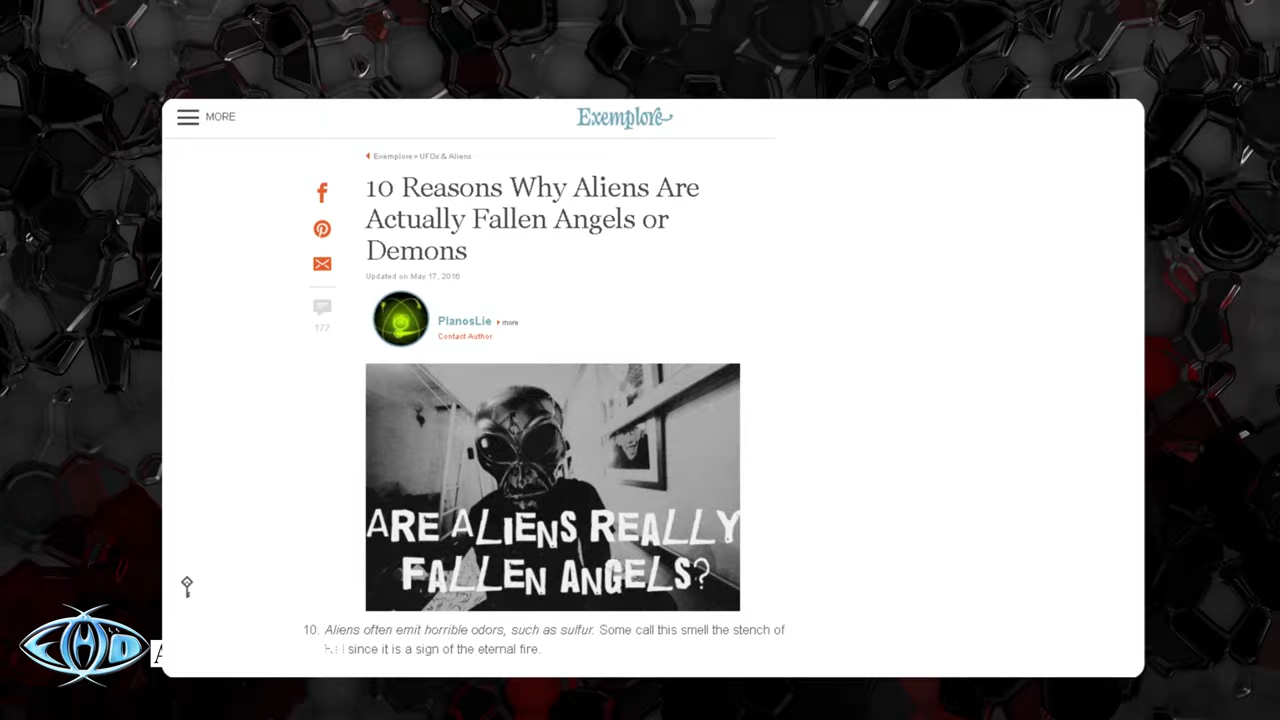 MORE
Exemplore
Exemplore » UFOs & Aliens
10 Reasons Why Aliens Are
Actually Fallen Angels or
Demons
Updated on May 17, 2016
PlanosLie more
Contact Author
177
ARE ALIENS REALLY
FALLEN ANGELS?
10. Aliens often emit horrible odors, such as sulfur. Some call this smell the stench of
since it is a sign of the eternal fire.
A